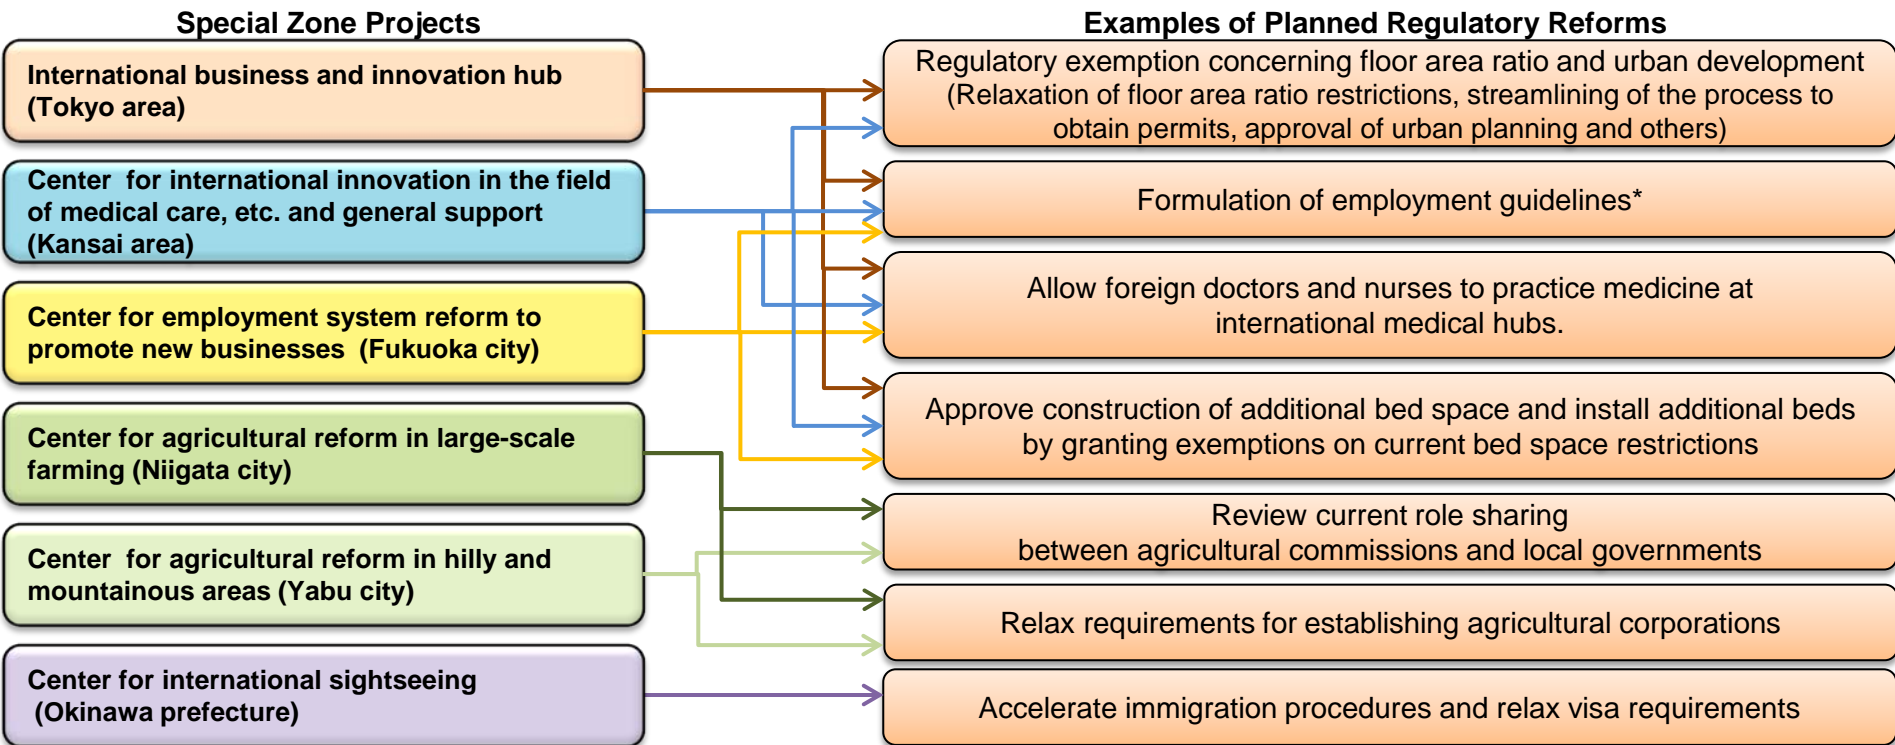 Special Zone Projects
International business and innovation hub
(Tokyo area)
Center for international innovation in the field
of medical care, etc. and general support
(Kansai area)
Center for employment system reform to
promote new businesses (Fukuoka city)
Center for agricultural reform in large-scale
farming (Niigata city)
Center for agricultural reform in hilly and
mountainous areas (Yabu city)
Center for international sightseeing
(Okinawa prefecture)
Examples of Planned Regulatory Reforms
Regulatory exemption concerning floor area ratio and urban development
(Relaxation of floor area ratio restrictions, streamlining of the process to
obtain permits, approval of urban planning and others)
Formulation of employment guidelines*
Allow foreign doctors and nurses to practice medicine at
international medical hubs.
Approve construction of additional bed space and install additional beds
by granting exemptions on current bed space restrictions
Review current role sharing
between agricultural commissions and local governments
Relax requirements for establishing agricultural corporations
Accelerate immigration procedures and relax visa requirements